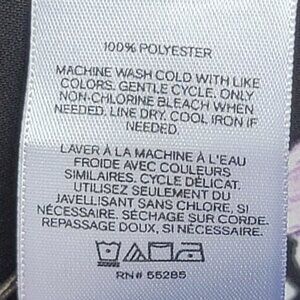 100% POLYESTER
MACHINE WASH COLD WITH LIKE
COLORS. GENTLE CYCLE. ONLY
NON-CHLORINE BLEACH WHEN
NEEDED. LINE DRY. COOL IRON IF
NEEDED.
LAVER À LA MACHINE À L'EAU
FROIDE AVEC COULEURS
SIMILAIRES. CYCLE DÉLICAT.
UTILISEZ SEULEMENT DU
JAVELLISANT SANS CHLORE, SI
NÉCESSAIRE. SÉCHAGE SUR CORDE.
REPASSAGE DOUX, SI NÉCESSAIRE.
RN# 55285